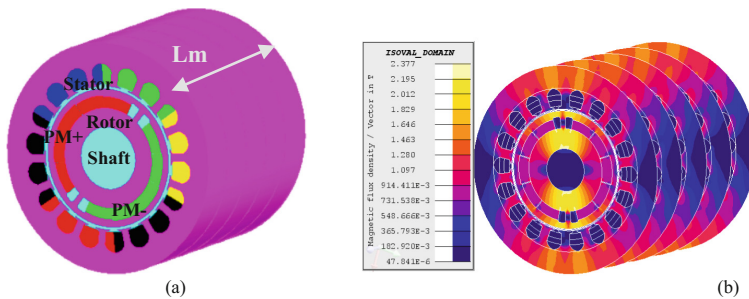 Lm
Stator
Rotor
PM+
Shaft
PM-
(a)
ISOVAL_DOMAIN
Magnetic flux density / Vector in T
2.377
2.195
2.012
1.829
1.646
1.463
1.280
1.097
914.411E-3
731.538E-3
548.666E-3
365.793E-3
182.920E-3
47.841E-6
(b)